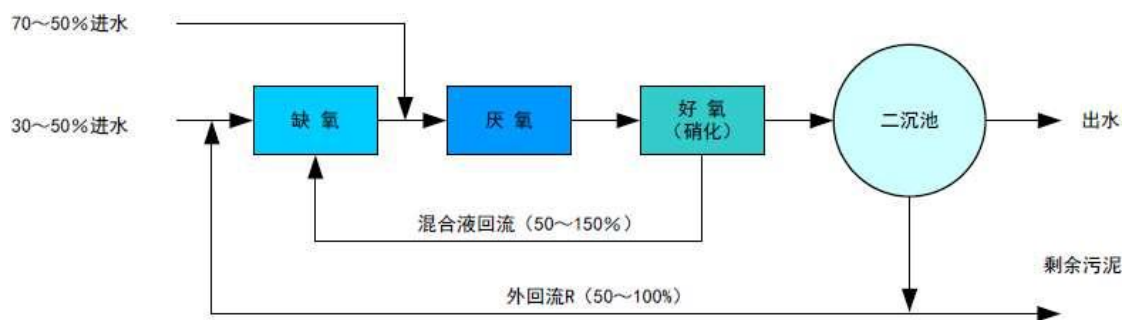 70～50%进水
30～50%进水
缺 氧
厌 氧
好 氧
（硝化）
二沉池
出水
混合液回流（50～150%）
剩余污泥
外回流R（50～100%）